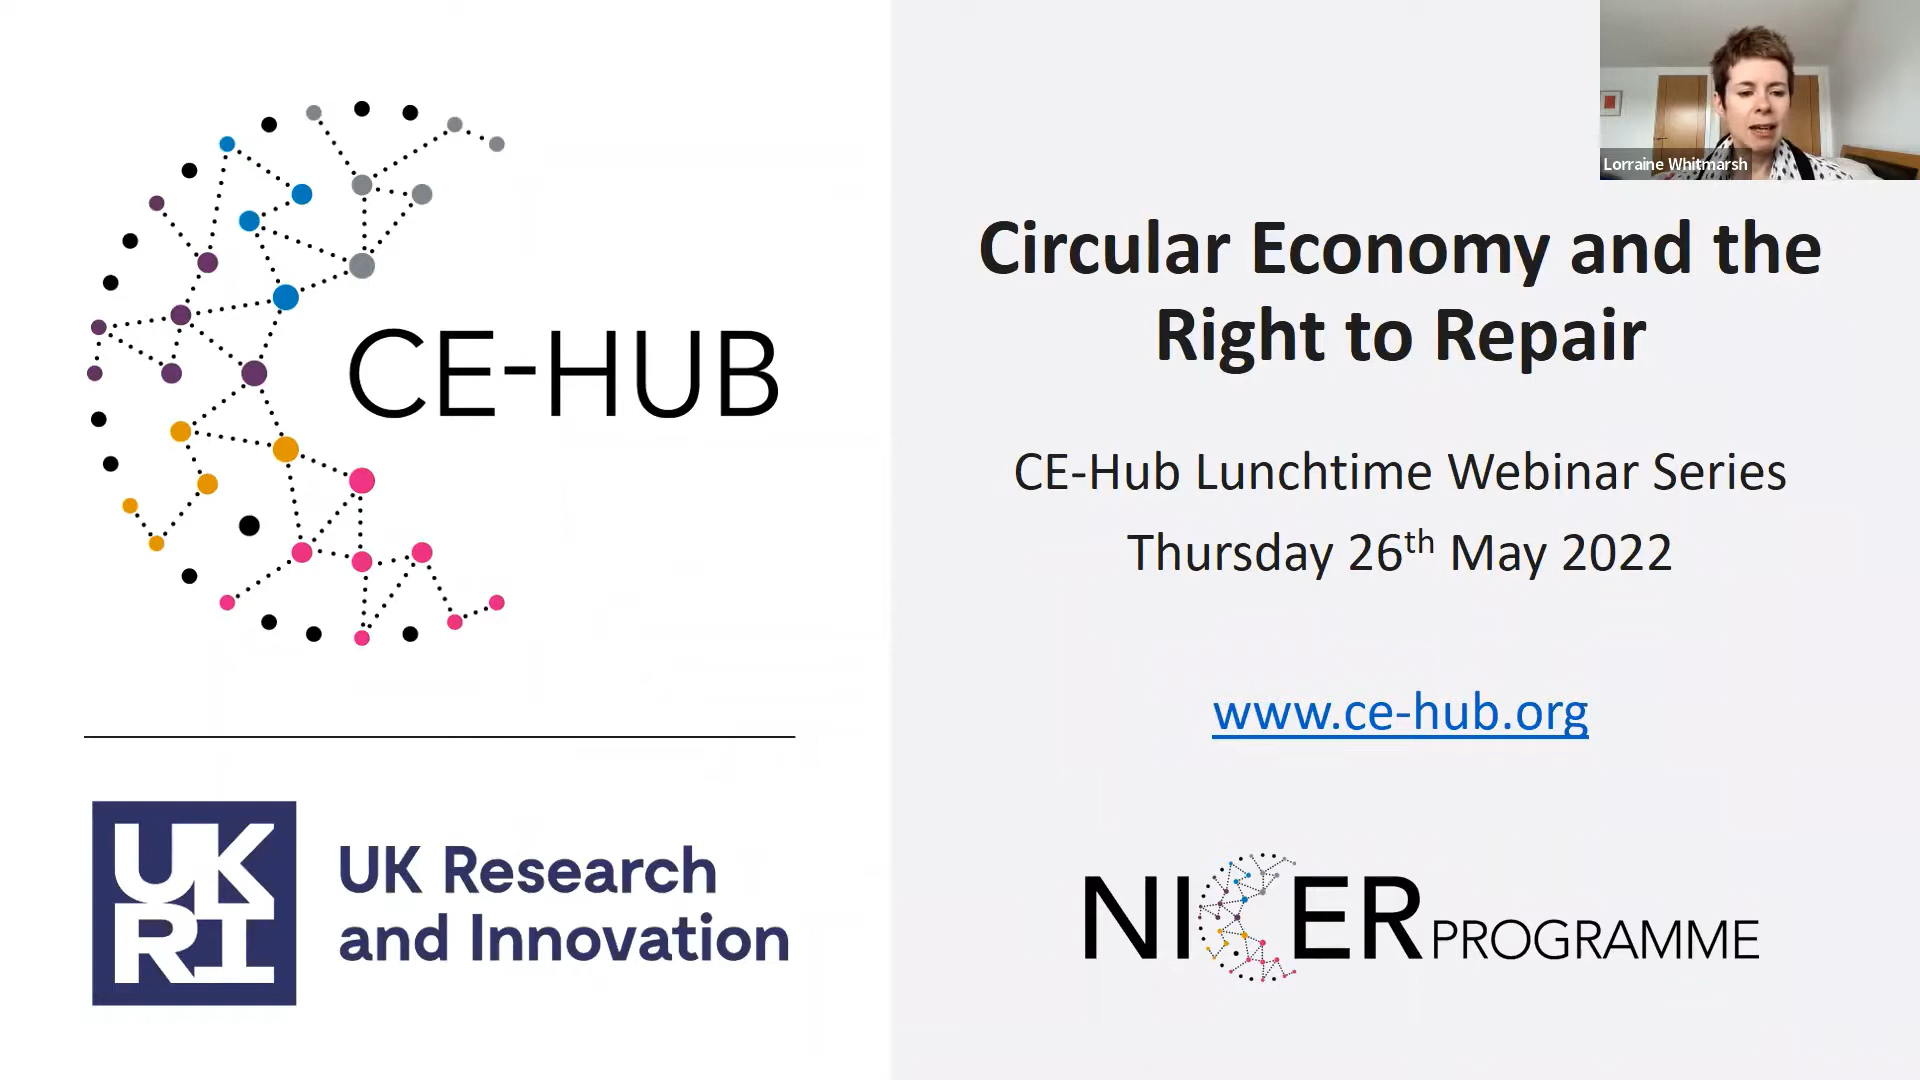 Lorraine Whitmarsh
Circular Economy and the
Right to Repair
CE-HUB
CE-Hub Lunchtime Webinar Series
Thursday 26th May 2022
www.ce-hub.org
UKRI
UK Research
and Innovation
NICER PROGRAMME